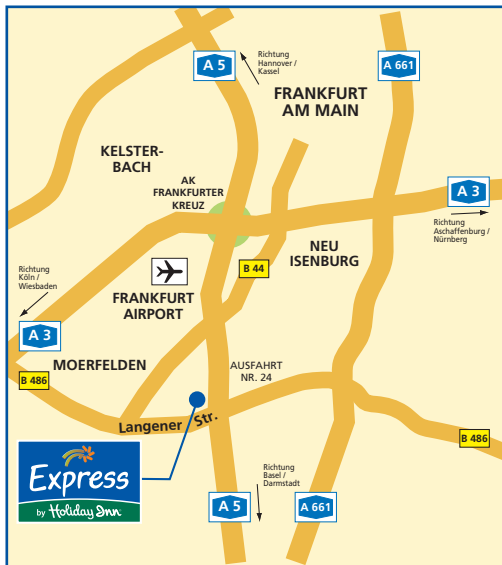 A 5
Richtung
Hannover /
Kassel
A 661
FRANKFURT
AM MAIN
KELSTER-
BACH
AK
FRANKFURTER
KREUZ
A 3
Richtung
Aschaffenburg /
Nürnberg
NEU
ISENBURG
B 44
Richtung
Köln /
Wiesbaden
FRANKFURT
AIRPORT
A 3
MOERFELDEN
AUSFAHRT
NR. 24
B 486
Langener Str.
B 486
Express
by Holiday Inn
Richtung
Basel /
Darmstadt
A 5
A 661